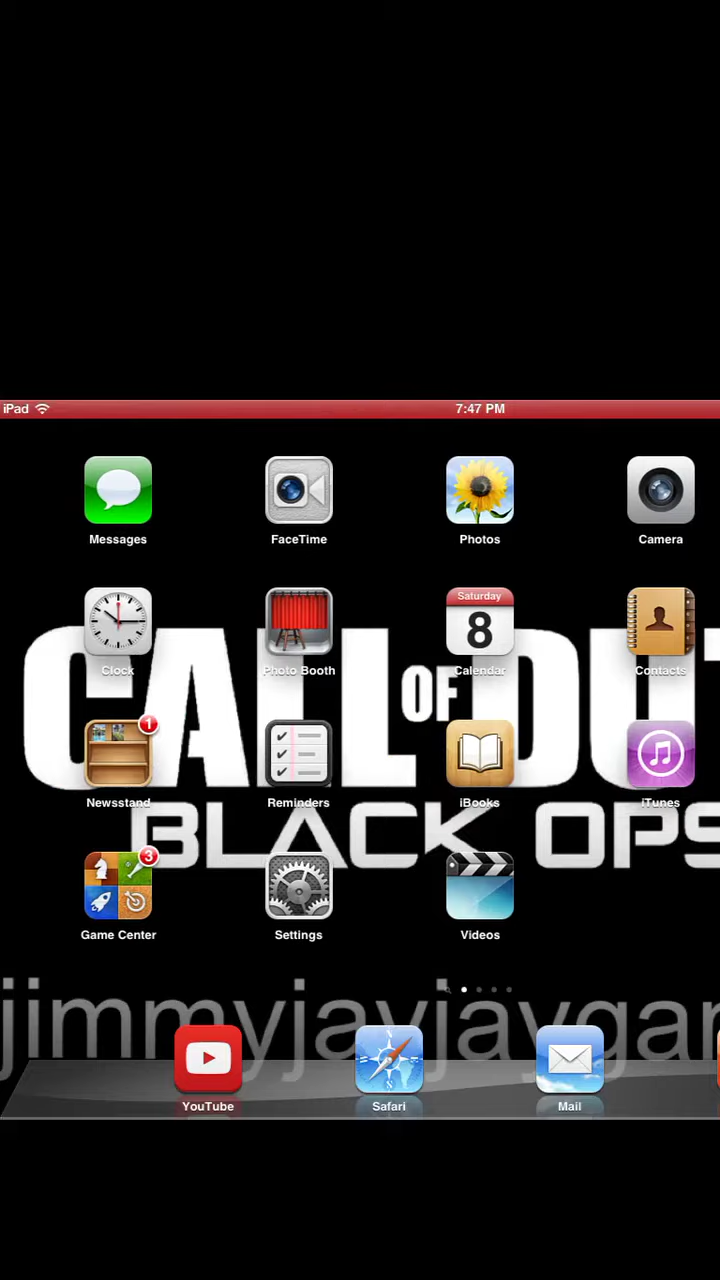 iPad 7:47 PM
Messages FaceTime Photos Camera
Saturday
8
Clock Photo Booth Calendar Contacts
CALL OF DU
1
Newsstand Reminders iBooks iTunes
BLACK OPS
3
Game Center Settings Videos
jimmyjayjaygar
YouTube Safari Mail